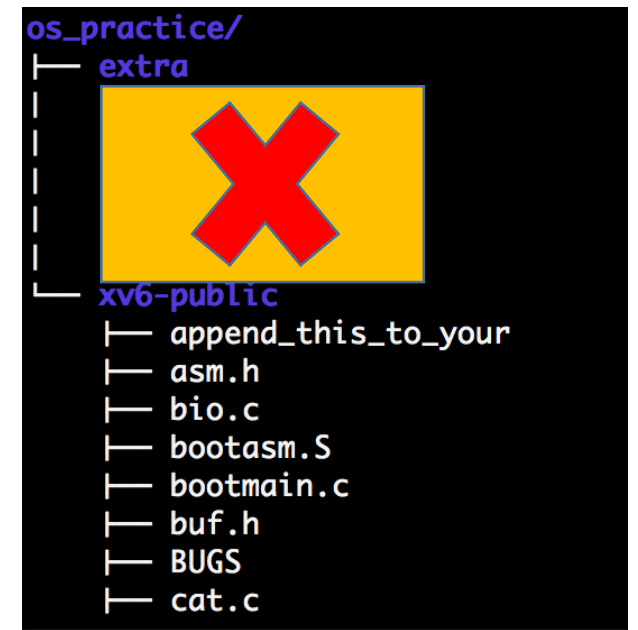 os_practice/
├── extra
└── xv6-public
├── append_this_to_your
├── asm.h
├── bio.c
├── bootasm.S
├── bootmain.c
├── buf.h
├── BUGS
├── cat.c